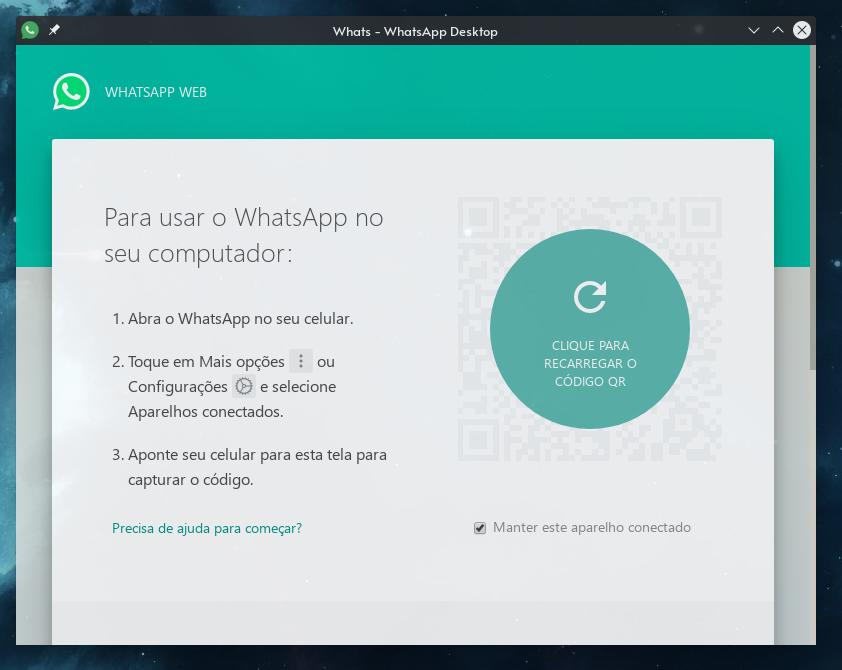 Whats - WhatsApp Desktop
WHATSAPP WEB
Para usar o WhatsApp no
seu computador:
1. Abra o WhatsApp no seu celular.
2. Toque em Mais opções ou
Configurações e selecione
Aparelhos conectados.
3. Aponte seu celular para esta tela para
capturar o código.
Precisa de ajuda para começar?
CLIQUE PARA
RECARREGAR O
CÓDIGO QR
Manter este aparelho conectado